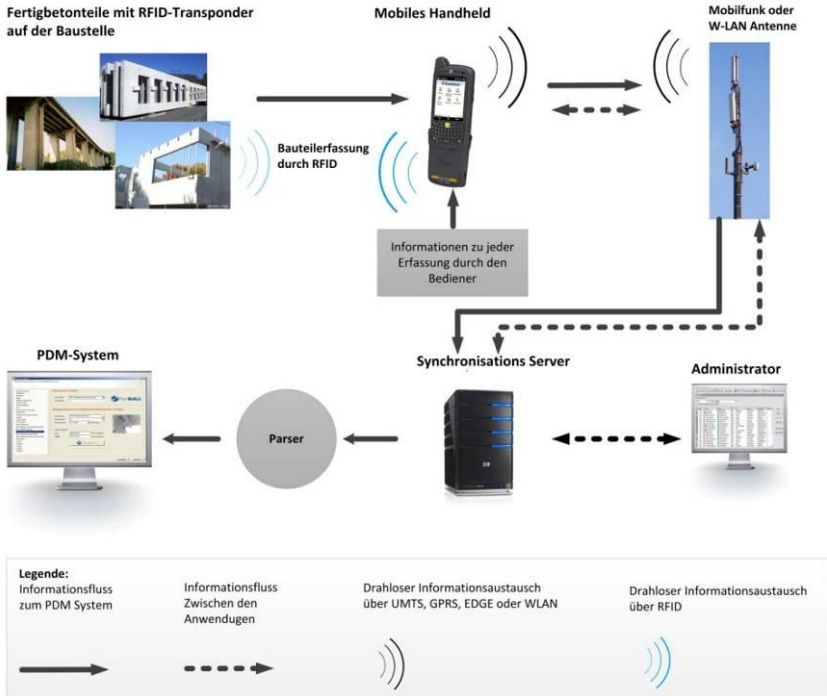 Fertigbetonteile mit RFID-Transponder
auf der Baustelle
Mobiles Handheld
Mobilfunk oder
W-LAN Antenne
Bauteilerfassung
durch RFID
Informationen zu jeder
Erfassung durch den
Bediener
PDM-System
Synchronisations Server
Administrator
Parser
Legende:
Informationsfluss
zum PDM System
Informationsfluss
Zwischen den
Anwendugen
Drahloser Informationsaustausch
über UMTS, GPRS, EDGE oder WLAN
Drahloser Informationsaustausch
über RFID